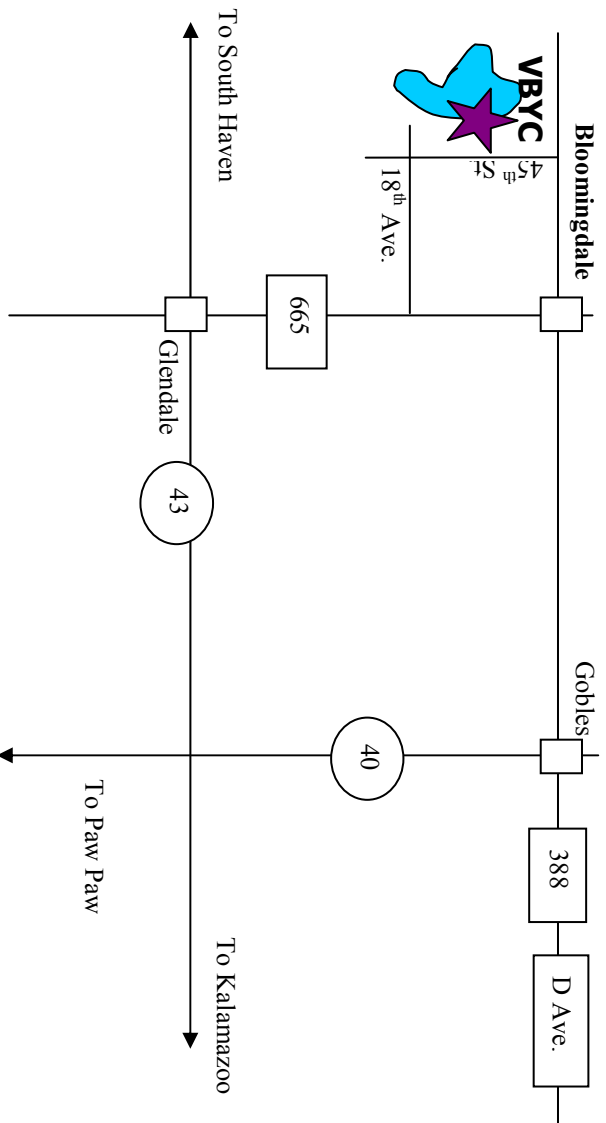 Bloomingdale
Gobles
VBYC
45th St.
388
D Ave.
18th Ave.
40
665
To South Haven
To Kalamazoo
Glendale
43
To Paw Paw